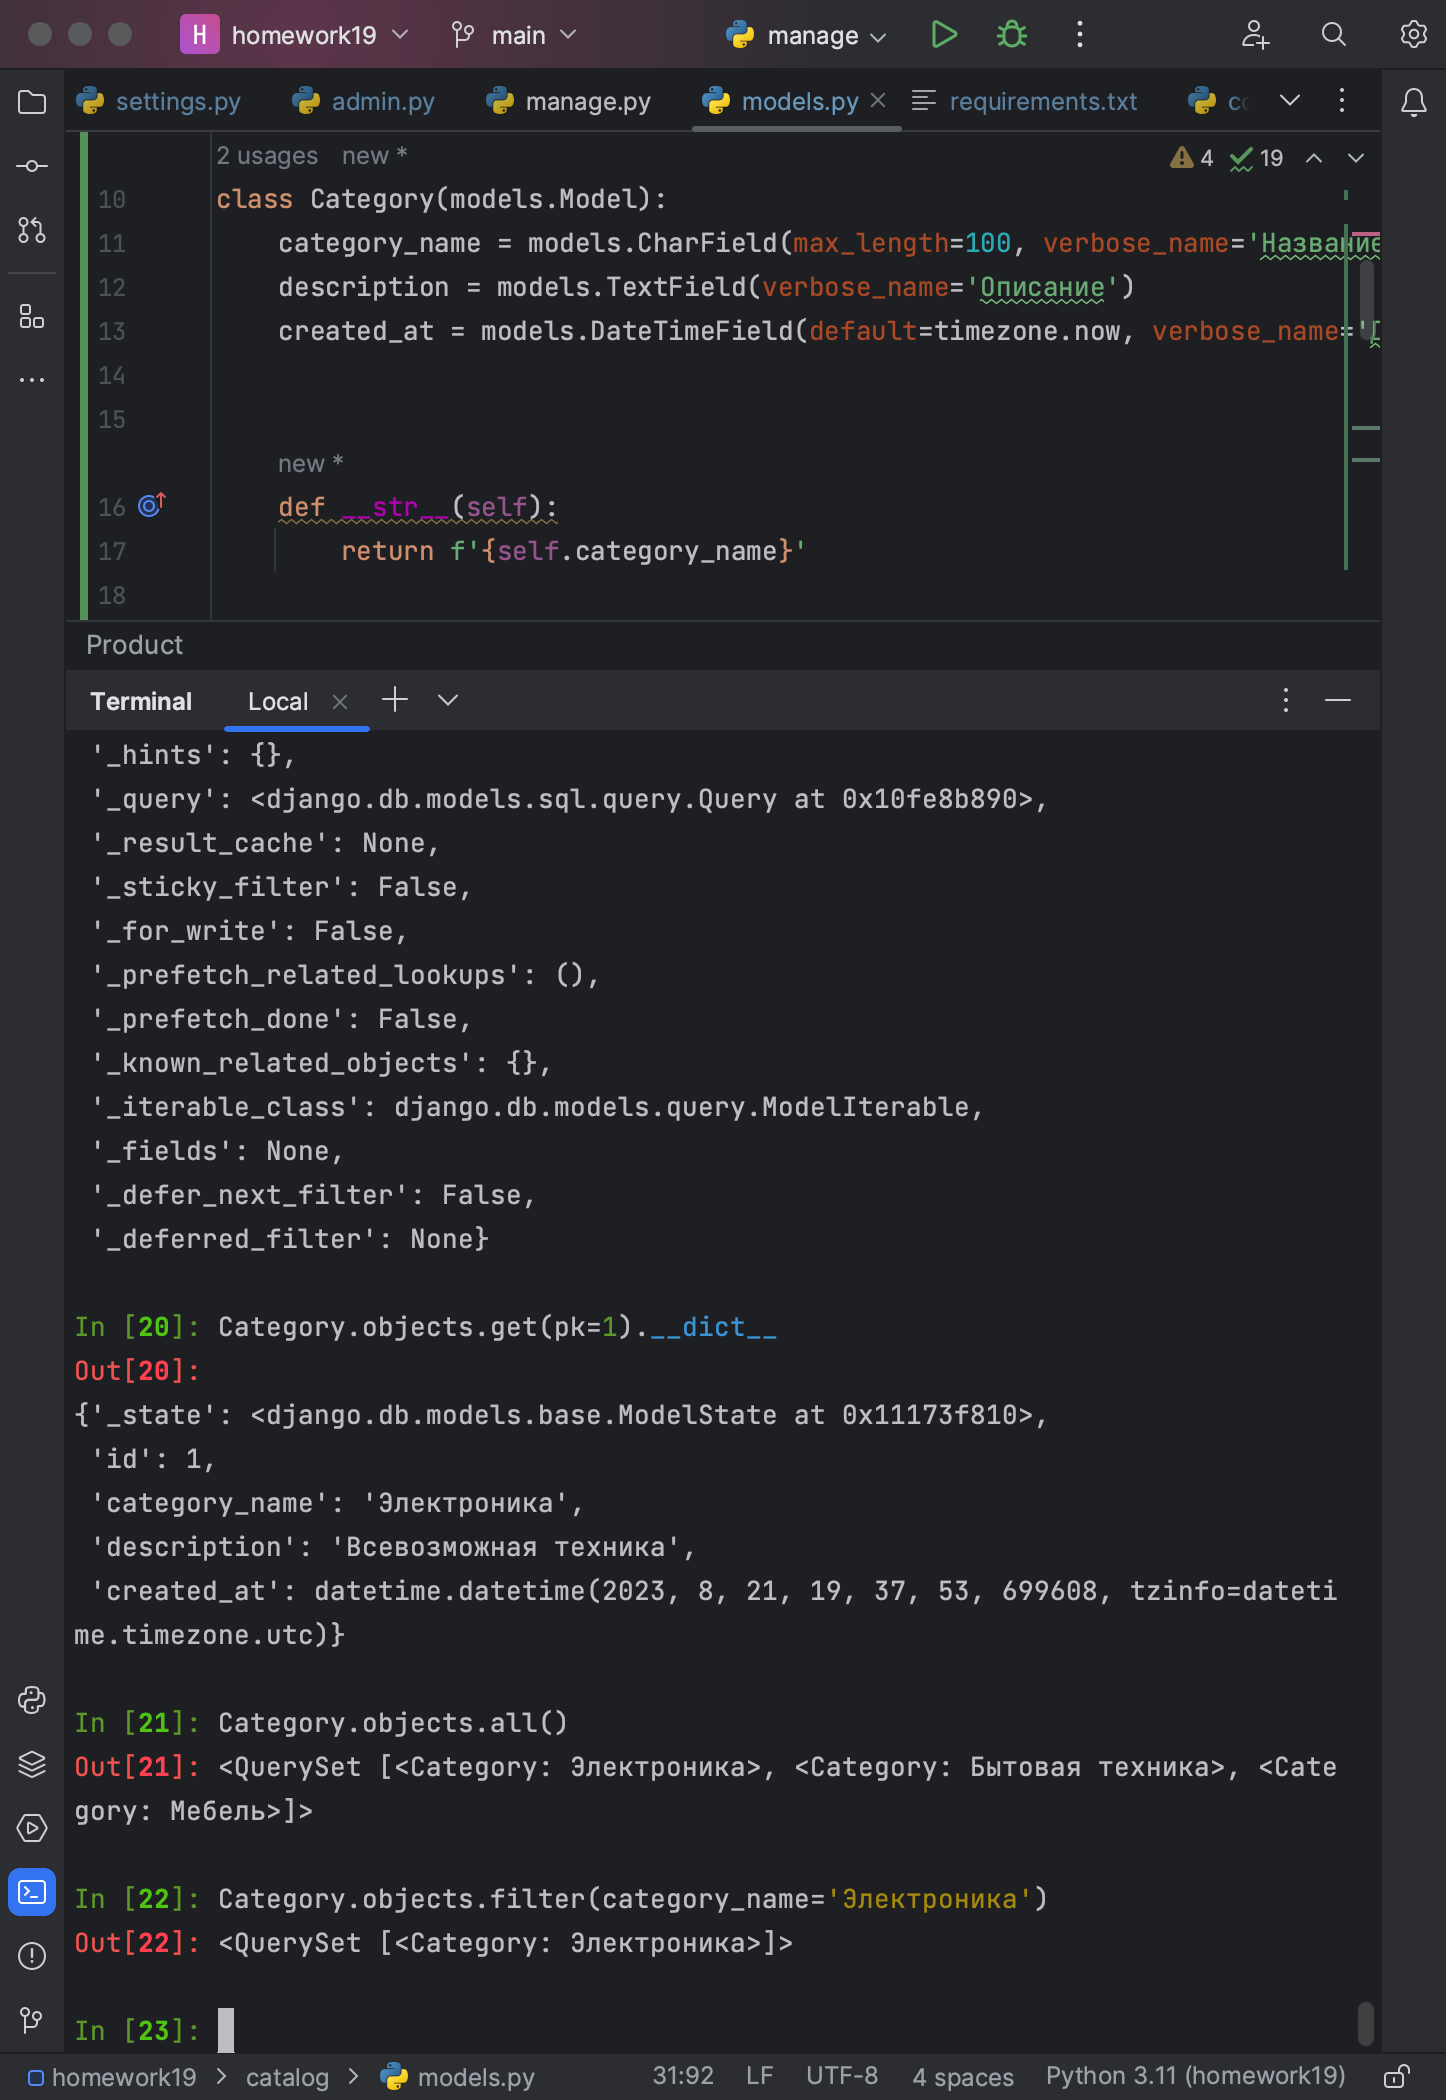 H homework19 main manage
settings.py admin.py manage.py models.py requirements.txt
2 usages new *
4 19
10 class Category(models.Model):
11 category_name = models.CharField(max_length=100, verbose_name='Название
12 description = models.TextField(verbose_name='Описание')
13 created_at = models.DateTimeField(default=timezone.now, verbose_name='Д
14
15
new *
16 def __str__(self):
17 return f'{self.category_name}'
18
Product
Terminal Local
'_hints': {},
'_query': <django.db.models.sql.query.Query at 0x10fe8b890>,
'_result_cache': None,
'_sticky_filter': False,
'_for_write': False,
'_prefetch_related_lookups': (),
'_prefetch_done': False,
'_known_related_objects': {},
'_iterable_class': django.db.models.query.ModelIterable,
'_fields': None,
'_defer_next_filter': False,
'_deferred_filter': None}
In [20]: Category.objects.get(pk=1).__dict__
Out[20]:
{'_state': <django.db.models.base.ModelState at 0x11173f810>,
'id': 1,
'category_name': 'Электроника',
'description': 'Всевозможная техника',
'created_at': datetime.datetime(2023, 8, 21, 19, 37, 53, 699608, tzinfo=dateti
me.timezone.utc)}
In [21]: Category.objects.all()
Out[21]: <QuerySet [<Category: Электроника>, <Category: Бытовая техника>, <Cate
gory: Мебель>]>
In [22]: Category.objects.filter(category_name='Электроника')
Out[22]: <QuerySet [<Category: Электроника>]>
In [23]:
homework19 > catalog > models.py 31:92 LF UTF-8 4 spaces Python 3.11 (homework19)